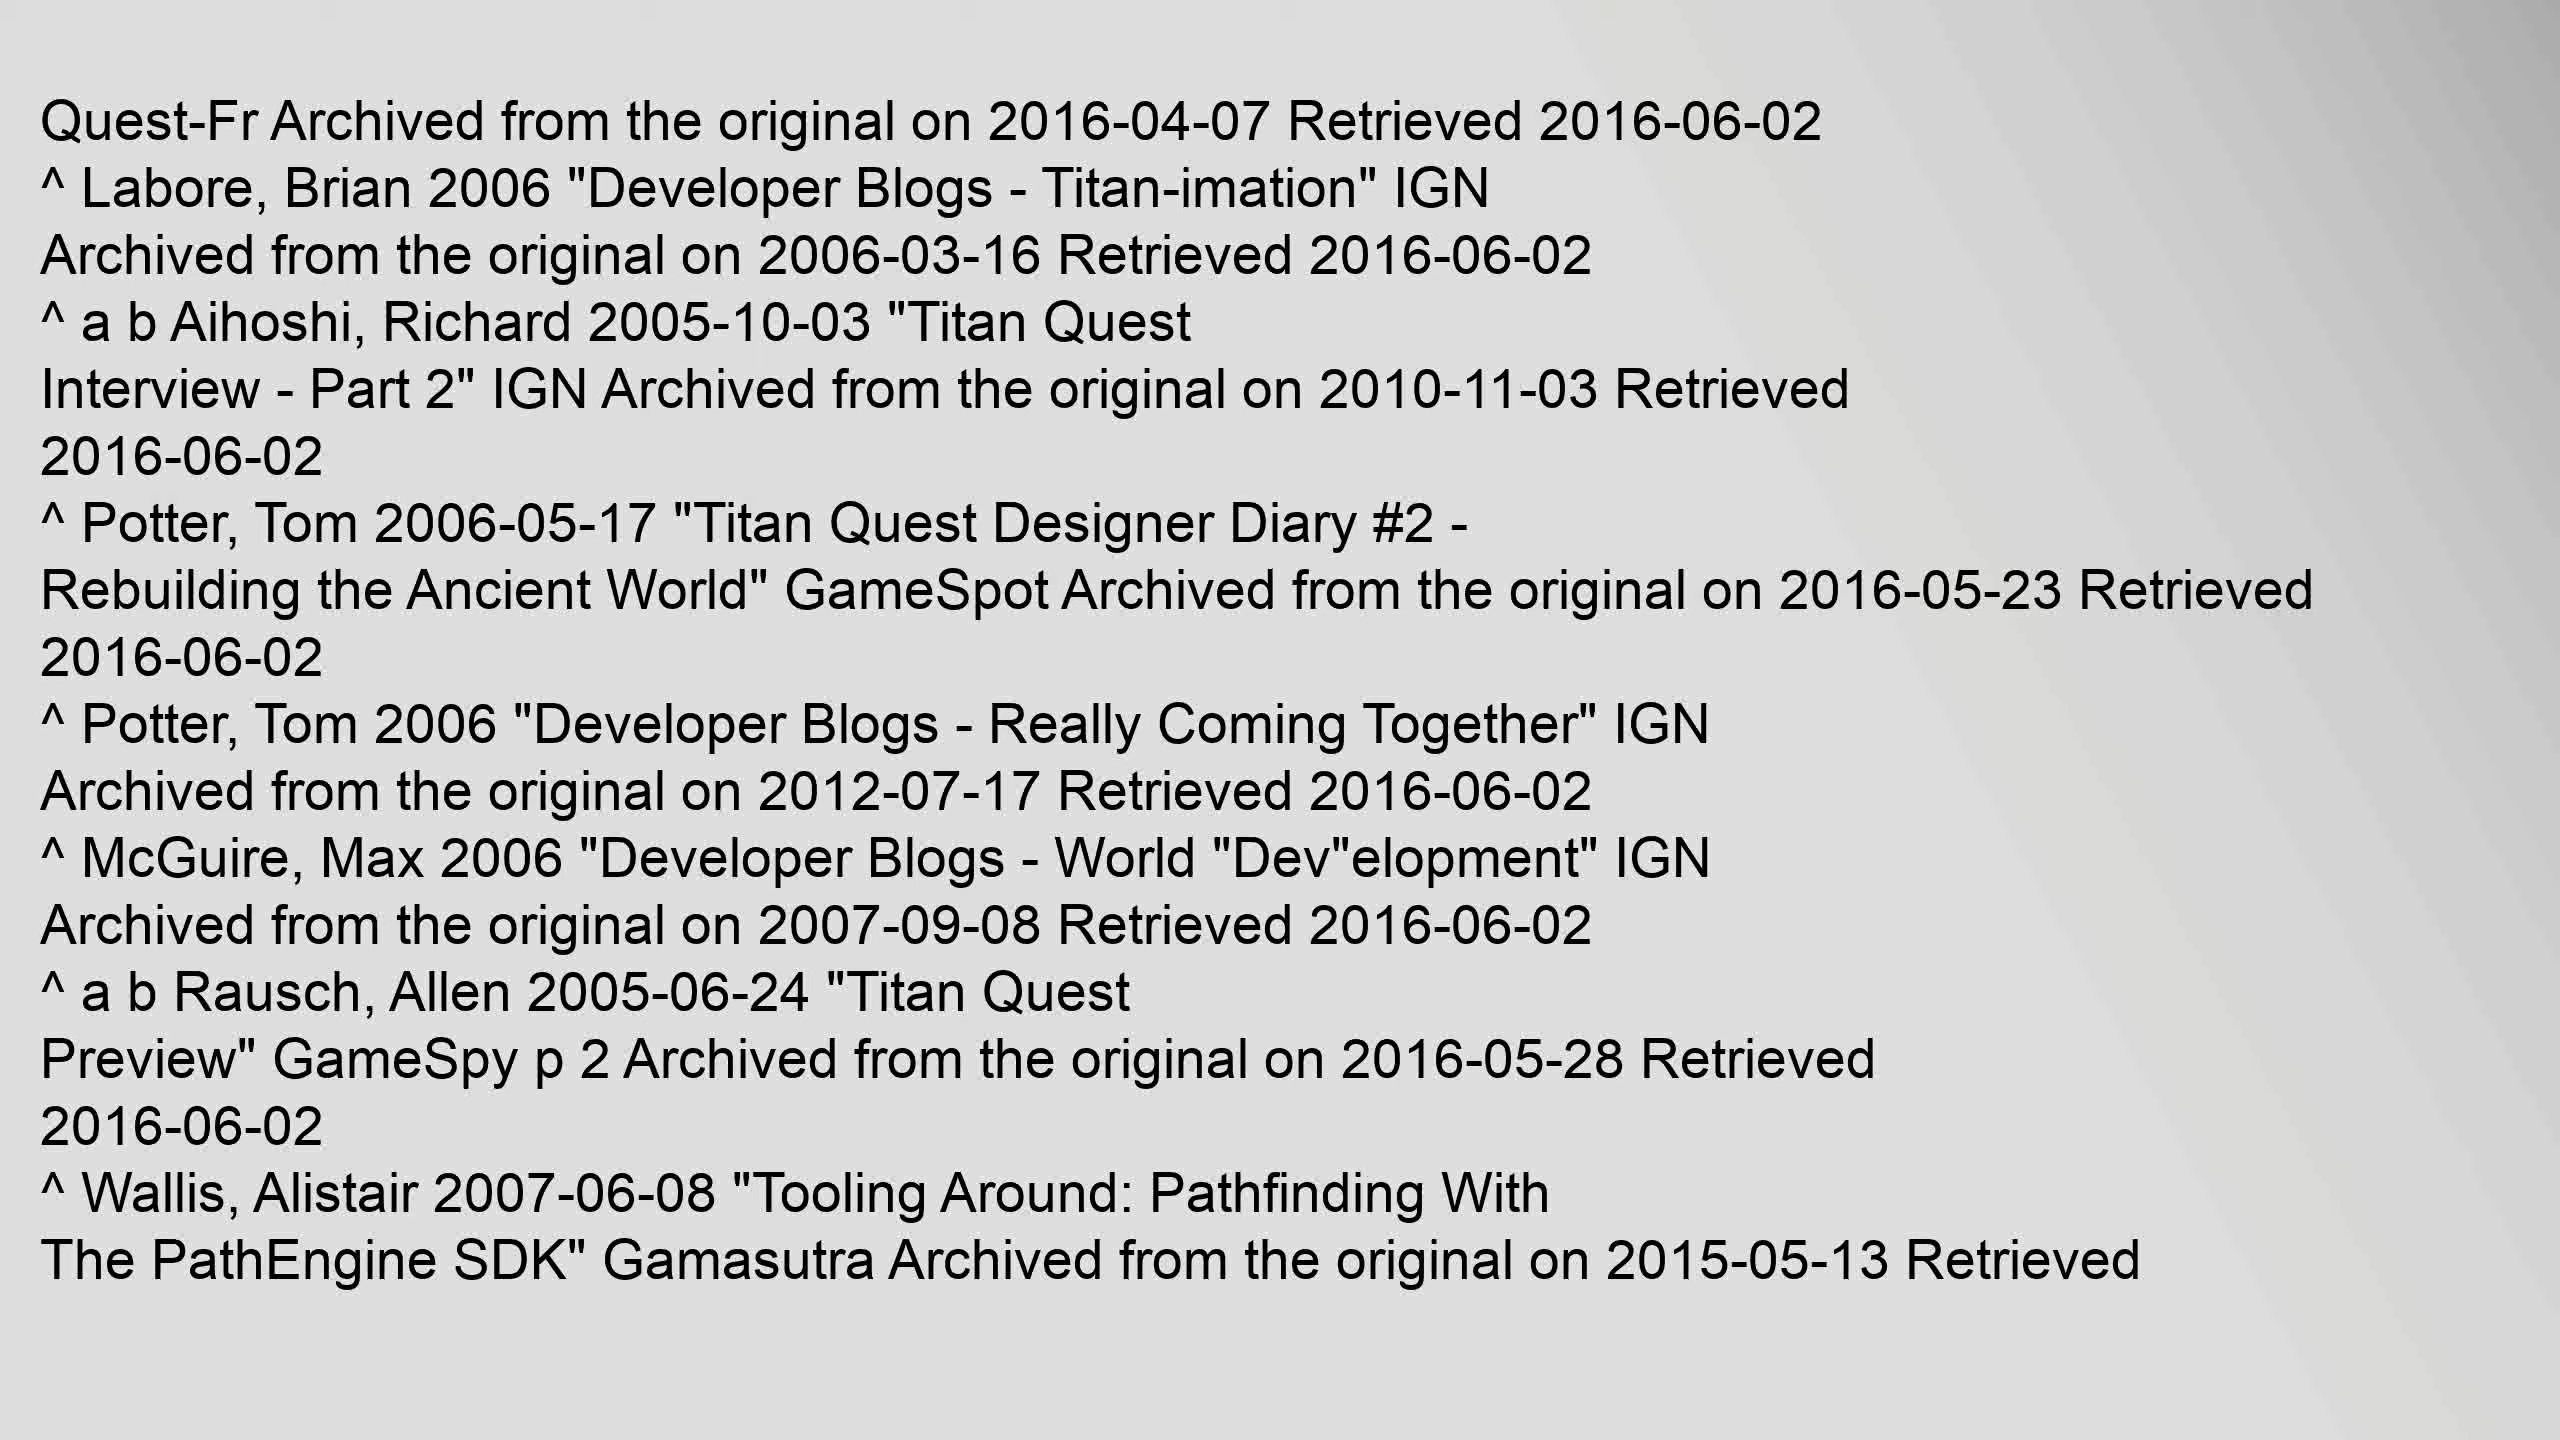 Quest-Fr Archived from the original on 2016-04-07 Retrieved 2016-06-02
^ Labore, Brian 2006 "Developer Blogs - Titan-imation" IGN
Archived from the original on 2006-03-16 Retrieved 2016-06-02
^ a b Aihoshi, Richard 2005-10-03 "Titan Quest
Interview - Part 2" IGN Archived from the original on 2010-11-03 Retrieved
2016-06-02
^ Potter, Tom 2006-05-17 "Titan Quest Designer Diary #2 -
Rebuilding the Ancient World" GameSpot Archived from the original on 2016-05-23 Retrieved
2016-06-02
^ Potter, Tom 2006 "Developer Blogs - Really Coming Together" IGN
Archived from the original on 2012-07-17 Retrieved 2016-06-02
^ McGuire, Max 2006 "Developer Blogs - World "Dev"elopment" IGN
Archived from the original on 2007-09-08 Retrieved 2016-06-02
^ a b Rausch, Allen 2005-06-24 "Titan Quest
Preview" GameSpy p 2 Archived from the original on 2016-05-28 Retrieved
2016-06-02
^ Wallis, Alistair 2007-06-08 "Tooling Around: Pathfinding With
The PathEngine SDK" Gamasutra Archived from the original on 2015-05-13 Retrieved